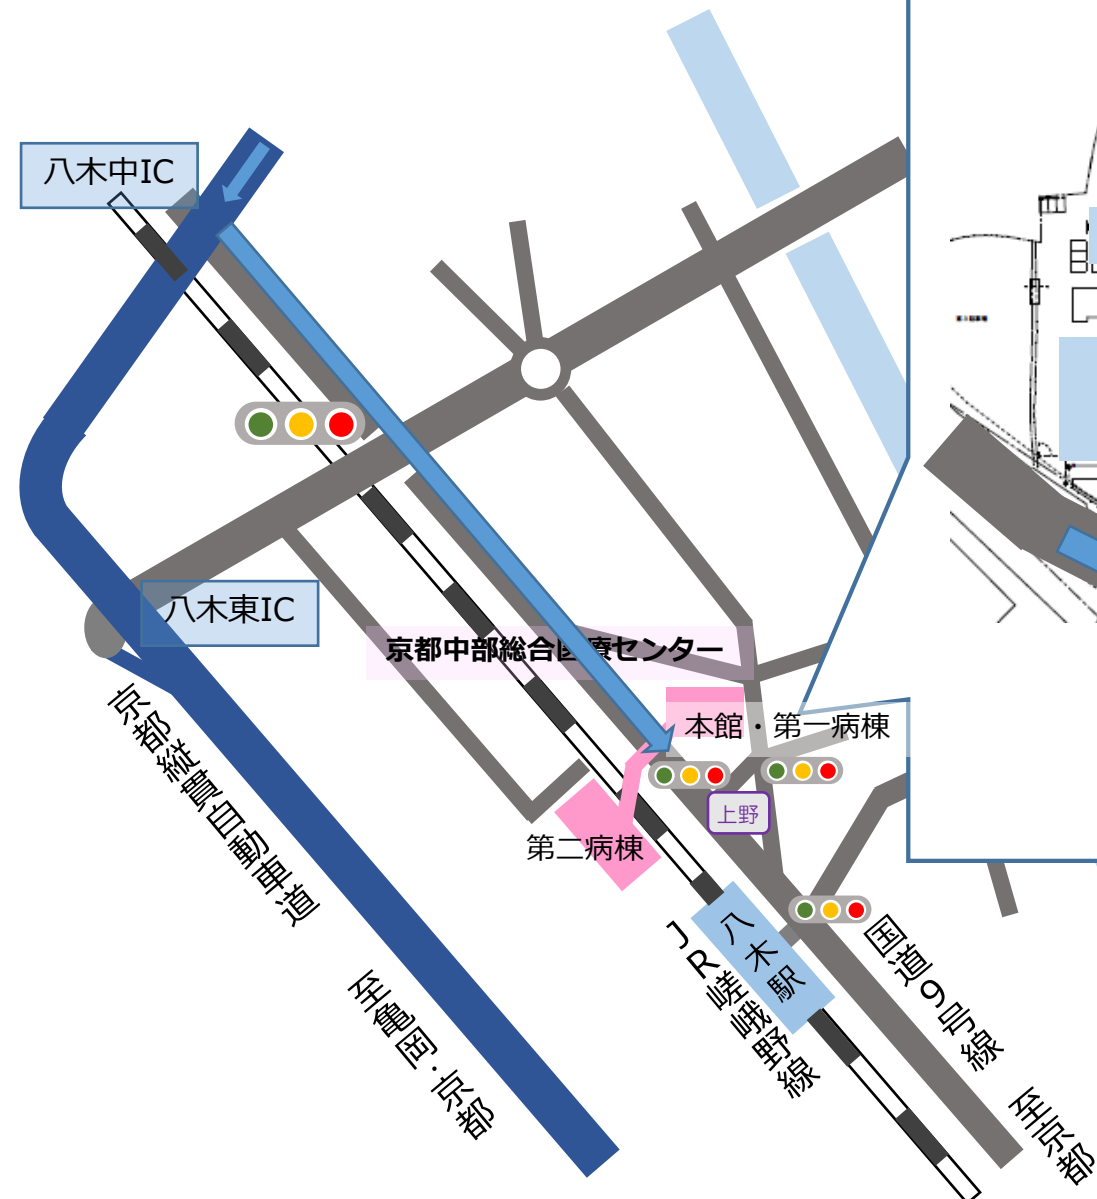 八木中IC
八木東IC
京都中部総合医療センター
本館・第一病棟
上野
第二病棟
京都縦貫自動車道
八木駅
JR嵯峨野線
国道9号線
至亀岡・京都
至京都